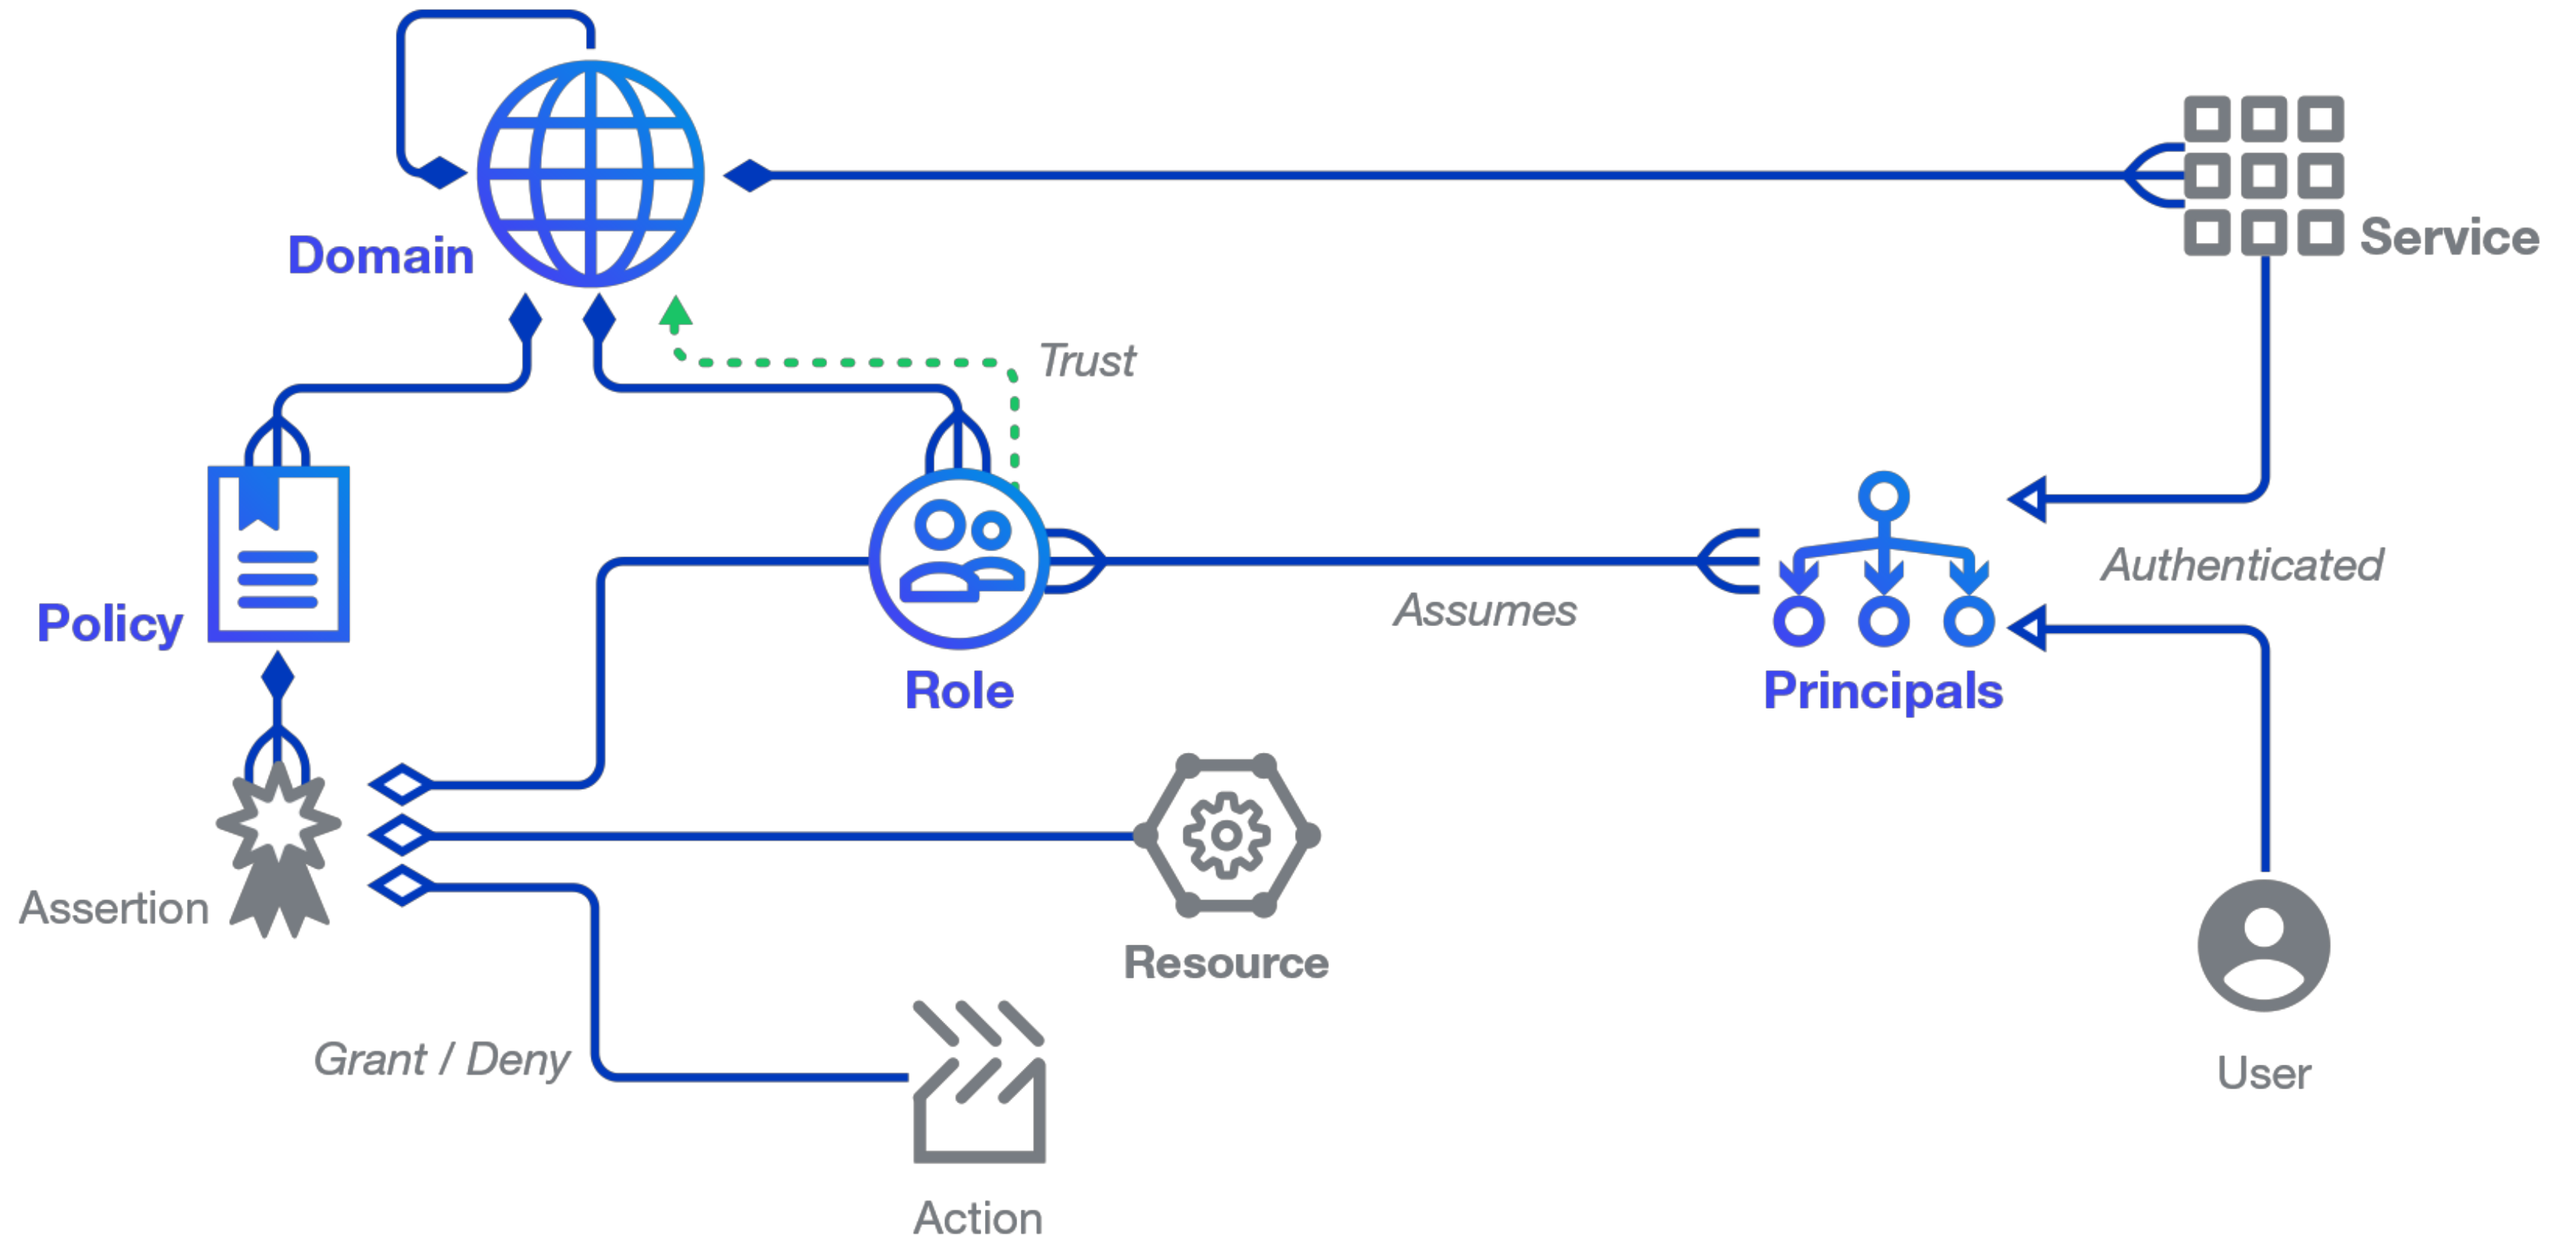 Domain
Service
Trust
Authenticated
Policy
Assumes
Role
Principals
Assertion
Resource
Grant / Deny
User
Action